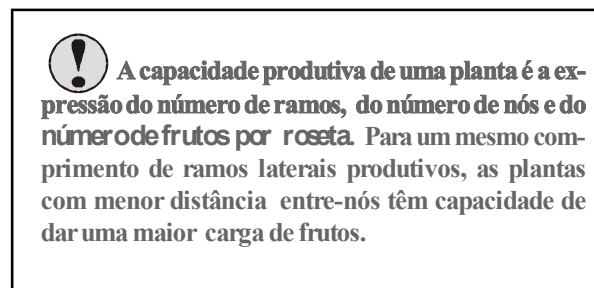 A capacidade produtiva de uma planta é a ex-
pressão do número de ramos, do número de nós e do
número de frutos por roseta. Para um mesmo com-
primento de ramos laterais produtivos, as plantas
com menor distância entre-nós têm capacidade de
dar uma maior carga de frutos.